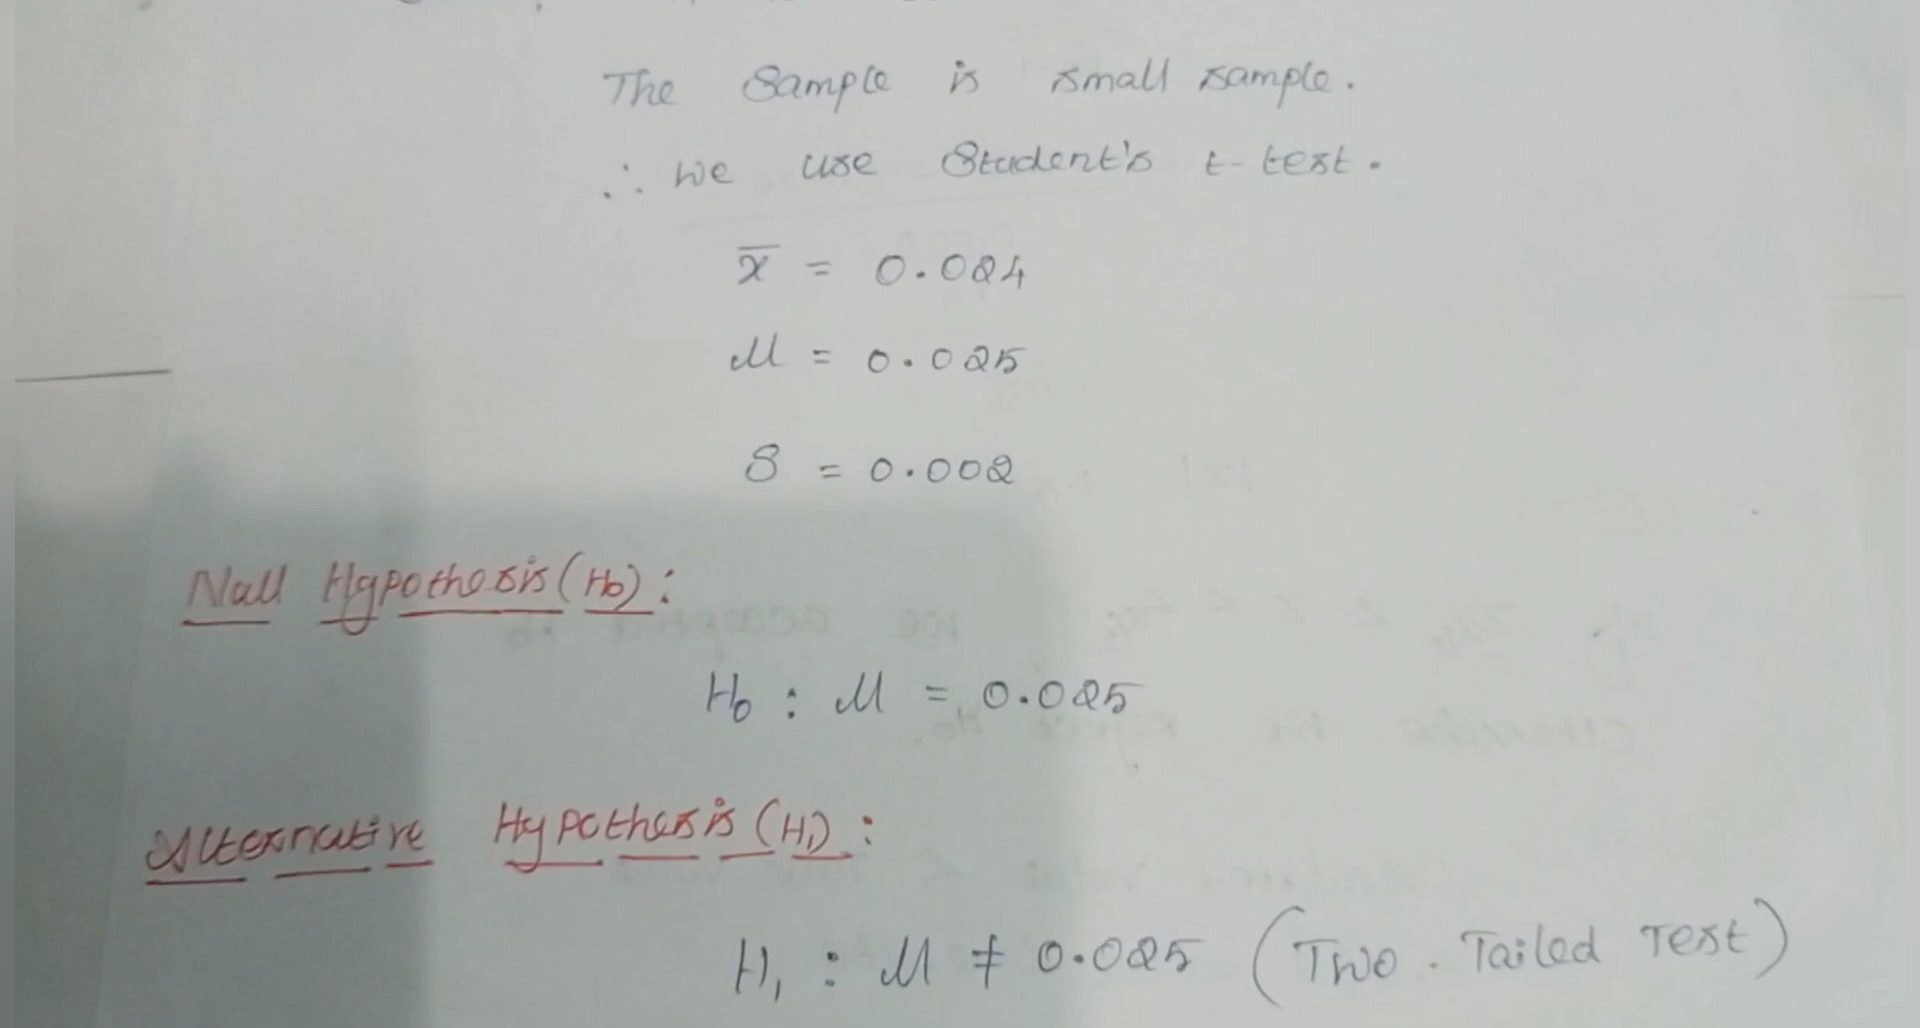 The Sample is small sample.
∴ we use Student's t-test.
x̄ = 0.024
μ = 0.025
S = 0.002
Null Hypothesis (H₀):
H₀ : μ = 0.025
Alternative Hypothesis (H₁):
H₁ : μ ≠ 0.025 (Two. Tailed Test)